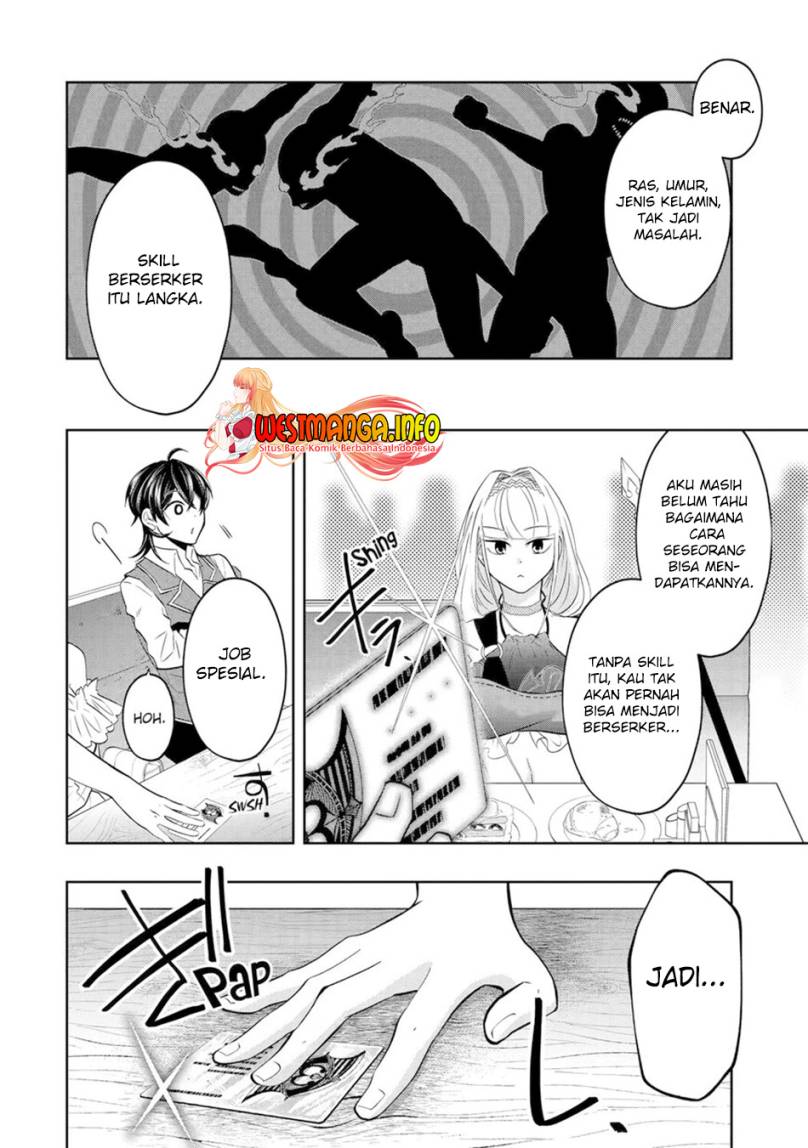 BENAR.
RAS, UMUR,
JENIS KELAMIN,
TAK JADI
MASALAH.
SKILL
BERSERKER
ITU LANGKA.
WESTMANGA.INFO
Situs Baca Komik Berbahasa Indonesia
AKU MASIH
BELUM TAHU
BAGAIMANA
CARA
SESEORANG
BISA MEN-
DAPATKANNYA.
TANPA SKILL
ITU, KAU TAK
AKAN PERNAH
BISA MENJADI
BERSERKER...
Shing
JOB
SPESIAL.
HOH.
SWSH
JADI...
Pap